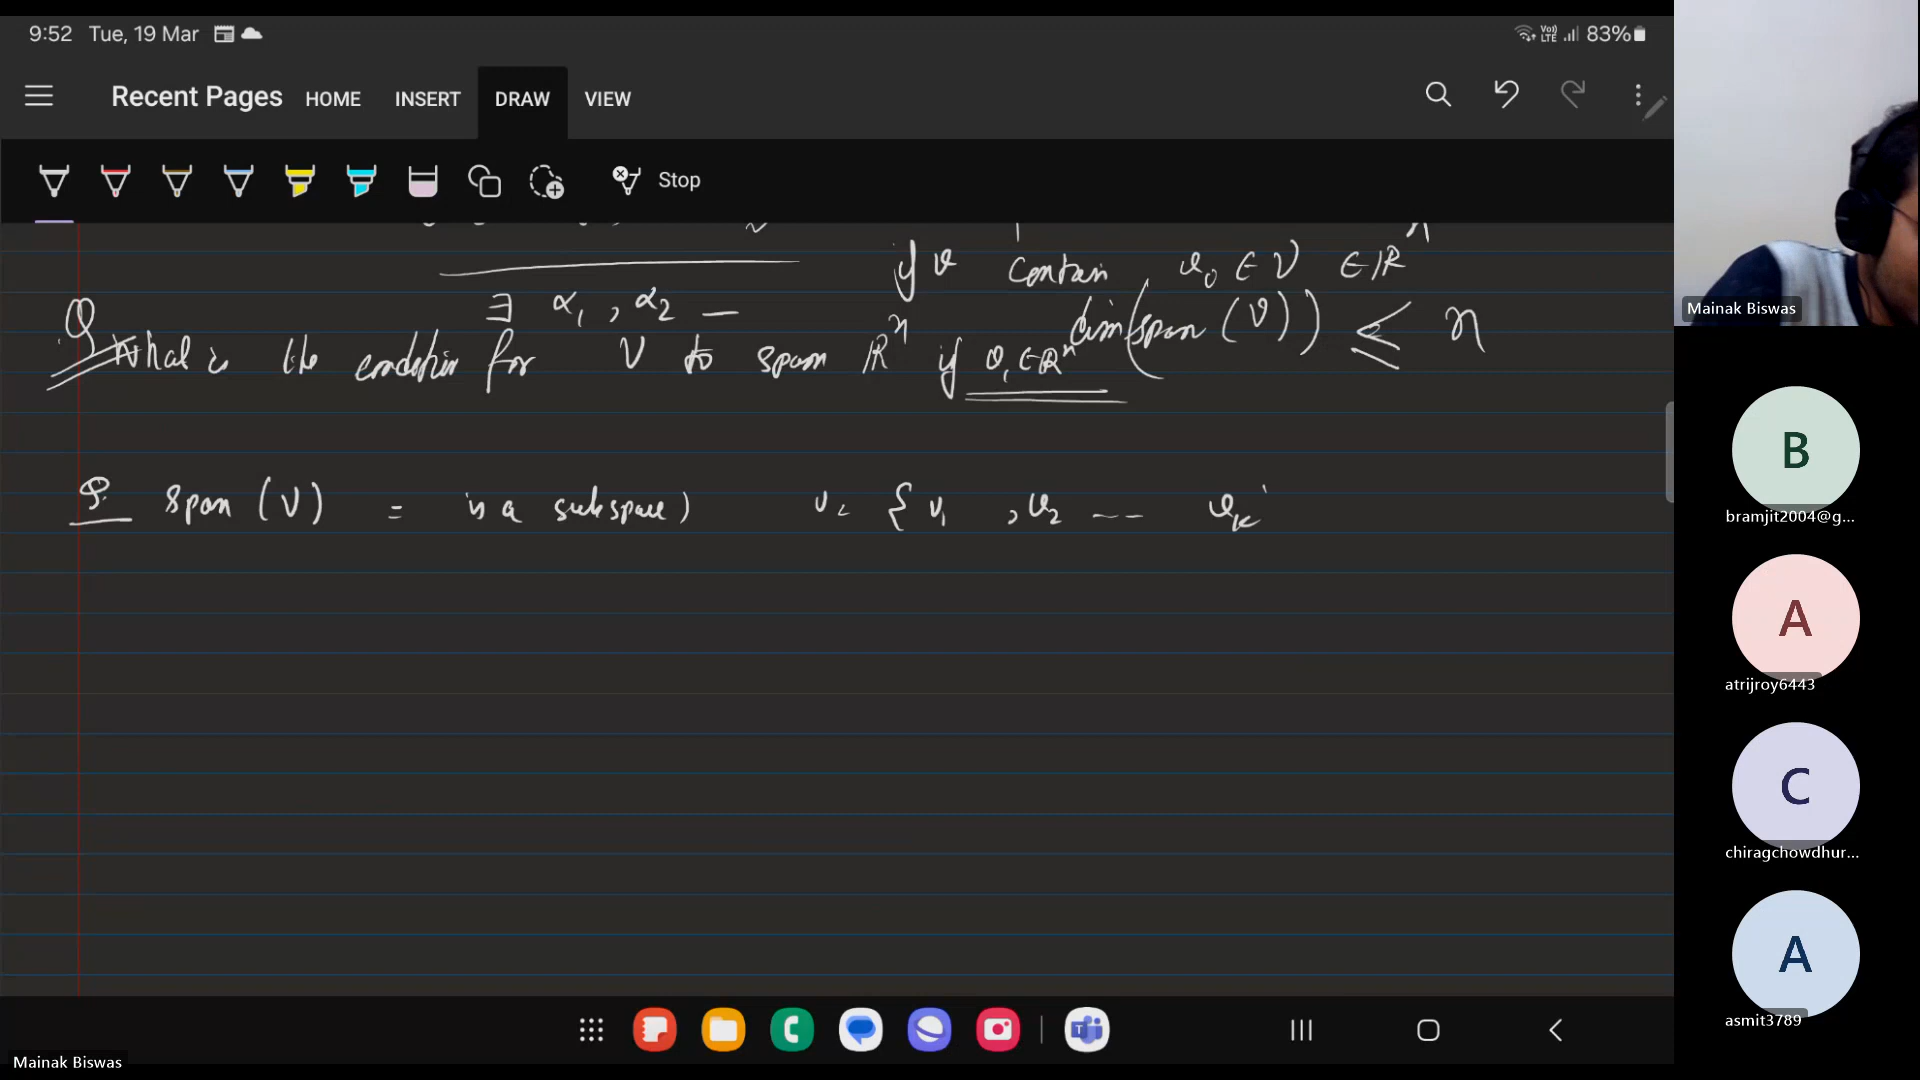 9:52 Tue, 19 Mar 83%
Recent Pages HOME INSERT DRAW VIEW
Stop
if v contain, v₀ ∈ V ∈ ℝⁿ
∃ α₁, α₂ —
dim(span(V)) ≤ n
Q What is the condition for V to span ℝⁿ if v₁ ∈ ℝⁿ
Q. Span (V) = is a subspace) V = { v₁ , v₂ -- vₖ
Mainak Biswas
B
bramjit2004@g...
A
atrijroy6443
C
chiragchowdhur...
A
asmit3789
Mainak Biswas